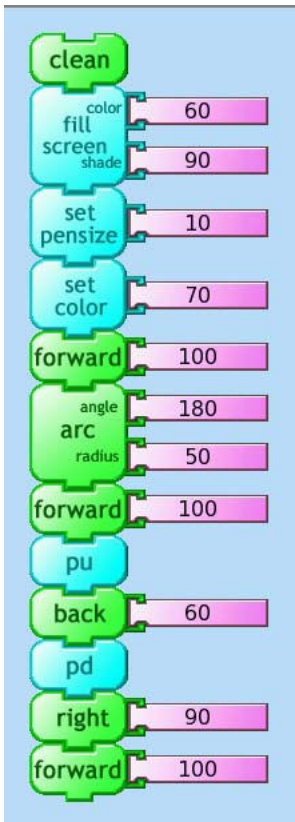 clean
color 60
fill
screen
shade 90
set
pensize 10
set
color 70
forward 100
angle 180
arc
radius 50
forward 100
pu
back 60
pd
right 90
forward 100